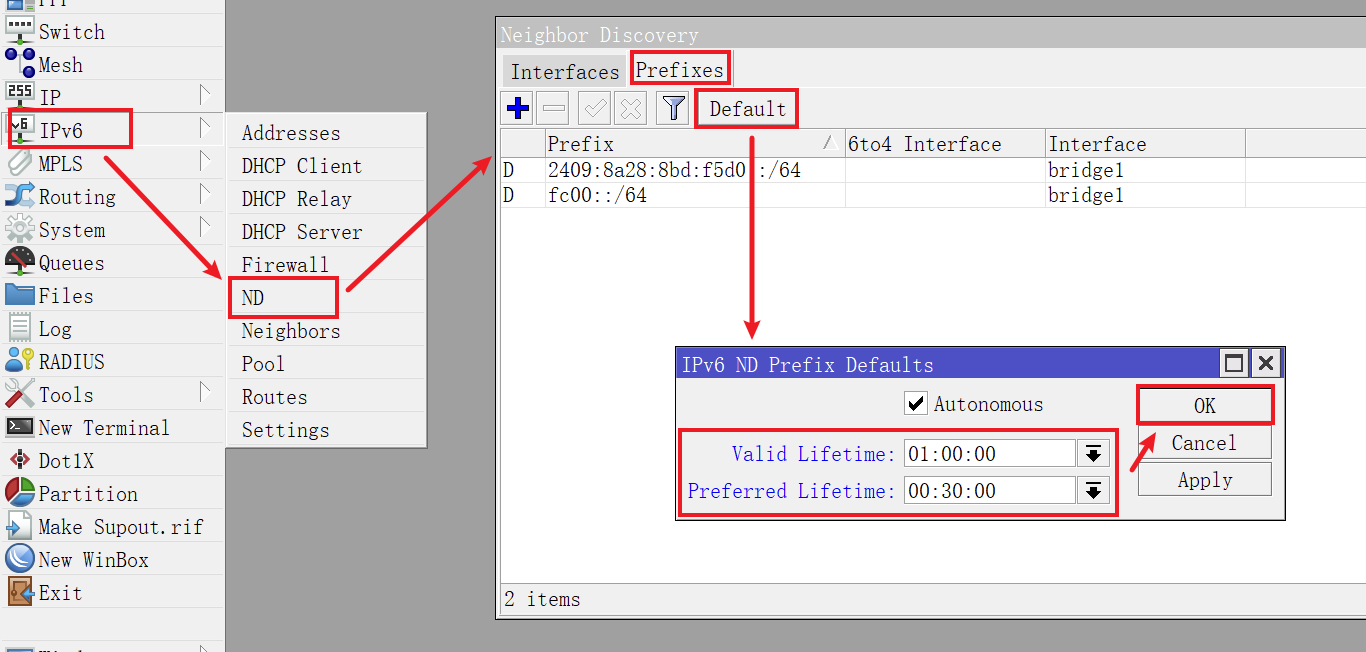 PPP
Switch
Mesh
IP
IPv6
MPLS
Routing
System
Queues
Files
Log
RADIUS
Tools
New Terminal
Dot1X
Partition
Make Supout.rif
New WinBox
Exit
Addresses
DHCP Client
DHCP Relay
DHCP Server
Firewall
ND
Neighbors
Pool
Routes
Settings
Neighbor Discovery
Interfaces Prefixes
Default
Prefix 6to4 Interface Interface
D 2409:8a28:8bd:f5d0::/64 bridge1
D fc00::/64 bridge1
IPv6 ND Prefix Defaults
Autonomous
Valid Lifetime: 01:00:00
Preferred Lifetime: 00:30:00
OK
Cancel
Apply
2 items